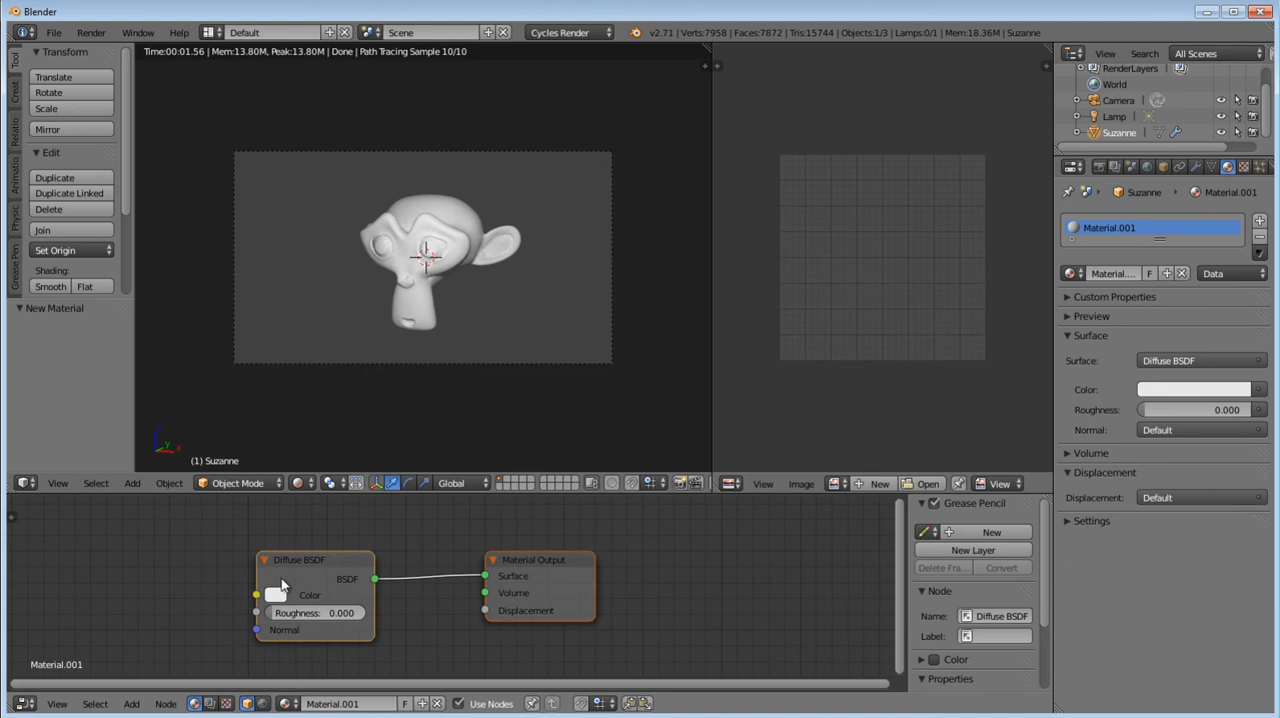 Blender
File Render Window Help Default Scene Cycles Render v2.71 | Verts:7958 | Faces:7872 | Tris:15744 | Objects:1/3 | Lamps:0/1 | Mem:18.36M | Suzanne
Time:00:01.56 | Mem:13.80M, Peak:13.80M | Done | Path Tracing Sample 10/10
Tool
Creat
Relatio
Animatio
Physic
Grease Pen
Transform
Translate
Rotate
Scale
Mirror
Edit
Duplicate
Duplicate Linked
Delete
Join
Set Origin
Shading:
Smooth Flat
New Material
(1) Suzanne
View Select Add Object Object Mode Global
View Image New Open View
View Search All Scenes
RenderLayers
World
Camera
Lamp
Suzanne
Suzanne Material.001
Material.001
Material.... F Data
Custom Properties
Preview
Surface
Surface: Diffuse BSDF
Color:
Roughness: 0.000
Normal: Default
Volume
Displacement
Displacement: Default
Settings
Diffuse BSDF
BSDF
Color
Roughness: 0.000
Normal
Material Output
Surface
Volume
Displacement
Material.001
Grease Pencil
New
New Layer
Delete Fra... Convert
Node
Name: Diffuse BSDF
Label:
Color
Properties
View Select Add Node Material.001 F Use Nodes